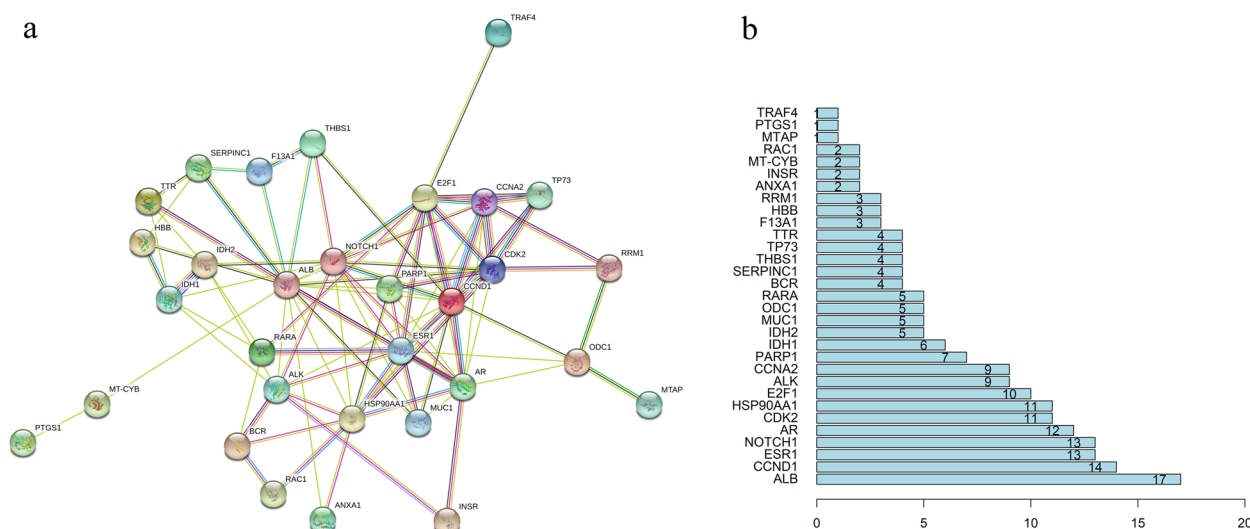 a
TRAF4
THBS1
SERPINC1
F13A1
TTR
E2F1
CCNA2
TP73
HBB
IDH2
NOTCH1
CDK2
RRM1
ALB
PARP1
IDH1
CCND1
RARA
ESR1
ODC1
ALK
AR
MT-CYB
HSP90AA1
MUC1
MTAP
PTGS1
BCR
RAC1
ANXA1
INSR
b
TRAF4 1
PTGS1 1
MTAP 1
RAC1 2
MT-CYB 2
INSR 2
ANXA1 2
RRM1 3
HBB 3
F13A1 3
TTR 4
TP73 4
THBS1 4
SERPINC1 4
BCR 4
RARA 5
ODC1 5
MUC1 5
IDH2 5
IDH1 6
PARP1 7
CCNA2 9
ALK 9
E2F1 10
HSP90AA1 11
CDK2 11
AR 12
NOTCH1 13
ESR1 13
CCND1 14
ALB 17
0 5 10 15 20